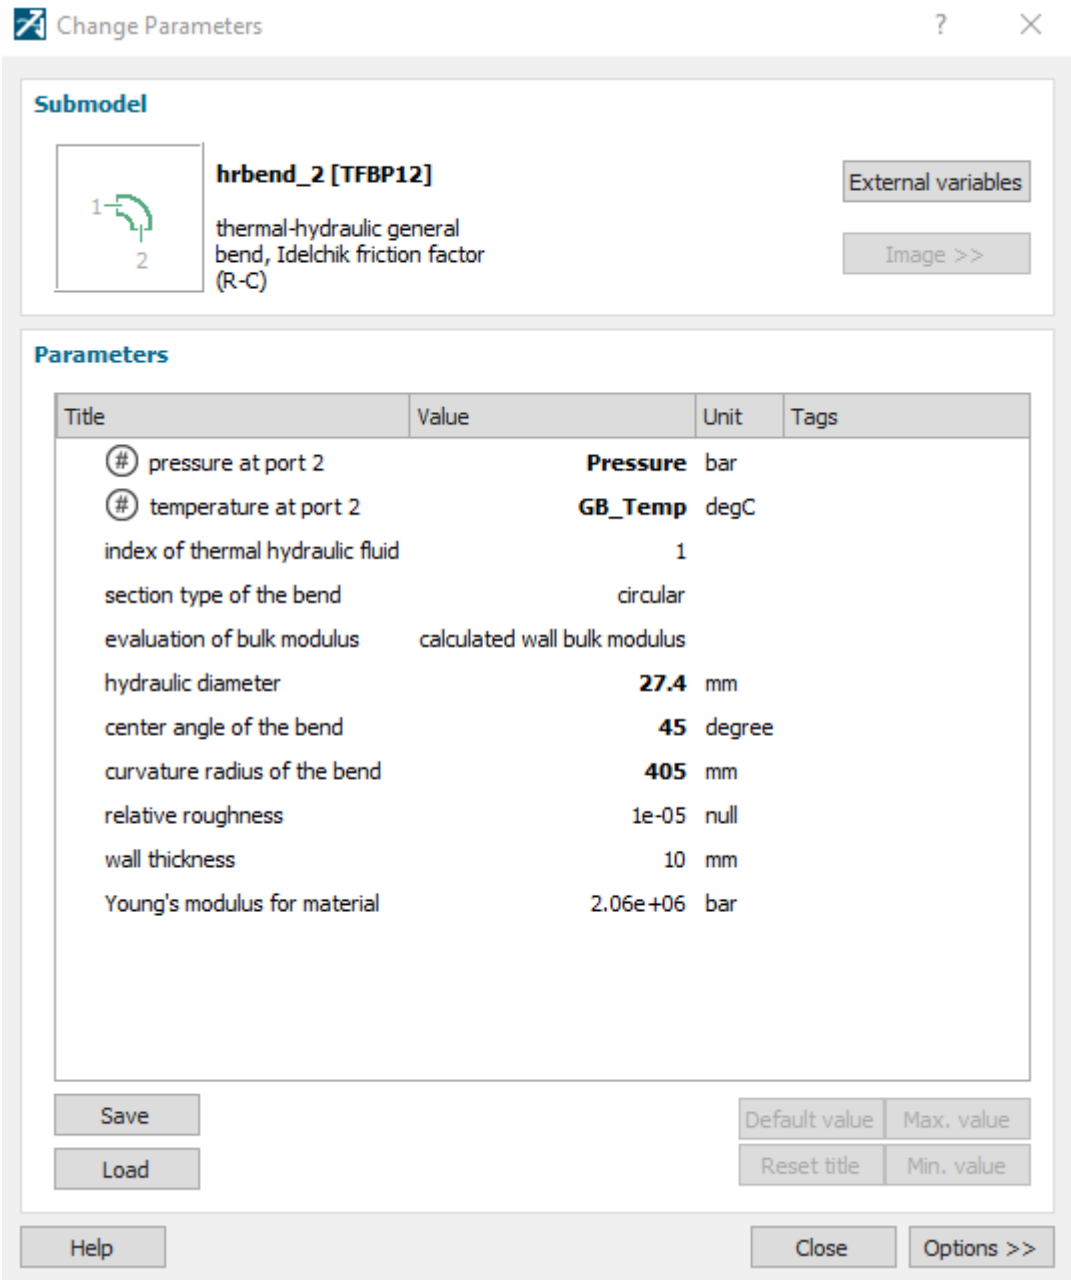 Change Parameters ?
Submodel
1
2
hrbend_2 [TFBP12]
thermal-hydraulic general
bend, Idelchik friction factor
(R-C)
External variables
Image >>
Parameters
Title Value Unit Tags
# pressure at port 2 Pressure bar
# temperature at port 2 GB_Temp degC
index of thermal hydraulic fluid 1
section type of the bend circular
evaluation of bulk modulus calculated wall bulk modulus
hydraulic diameter 27.4 mm
center angle of the bend 45 degree
curvature radius of the bend 405 mm
relative roughness 1e-05 null
wall thickness 10 mm
Young's modulus for material 2.06e+06 bar
Save Default value Max. value
Load Reset title Min. value
Help Close Options >>